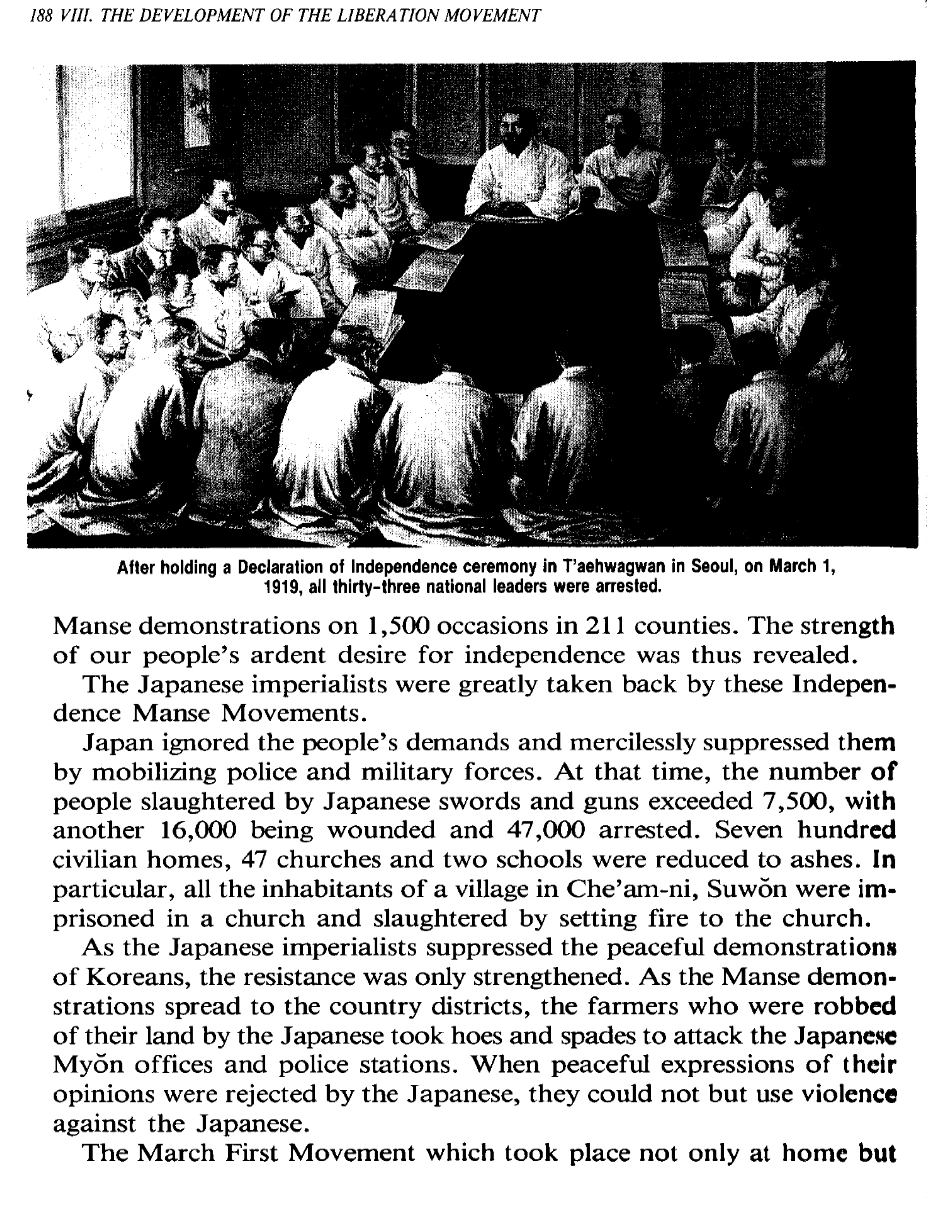 188 VIII. THE DEVELOPMENT OF THE LIBERATION MOVEMENT
After holding a Declaration of Independence ceremony in T'aehwagwan in Seoul, on March 1,
1919, all thirty-three national leaders were arrested.
Manse demonstrations on 1,500 occasions in 211 counties. The strength
of our people's ardent desire for independence was thus revealed.
The Japanese imperialists were greatly taken back by these Indepen-
dence Manse Movements.
Japan ignored the people's demands and mercilessly suppressed them
by mobilizing police and military forces. At that time, the number of
people slaughtered by Japanese swords and guns exceeded 7,500, with
another 16,000 being wounded and 47,000 arrested. Seven hundred
civilian homes, 47 churches and two schools were reduced to ashes. In
particular, all the inhabitants of a village in Che'am-ni, Suwŏn were im-
prisoned in a church and slaughtered by setting fire to the church.
As the Japanese imperialists suppressed the peaceful demonstrations
of Koreans, the resistance was only strengthened. As the Manse demon-
strations spread to the country districts, the farmers who were robbed
of their land by the Japanese took hoes and spades to attack the Japanese
Myŏn offices and police stations. When peaceful expressions of their
opinions were rejected by the Japanese, they could not but use violence
against the Japanese.
The March First Movement which took place not only at home but